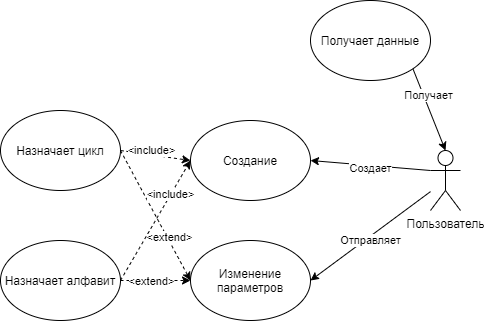 Получает данные
Получает
Назначает цикл
<include>
Создание
Создает
<include>
Пользователь
<extend>
Отправляет
Назначает алфавит
<extend>
Изменение
параметров